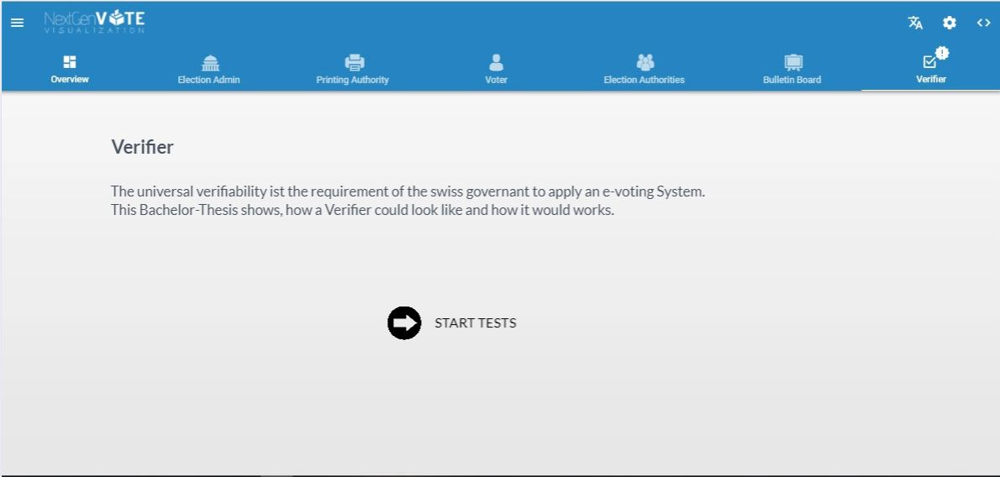 NextGenVOTE
VISUALIZATION
Overview
Election Admin
Printing Authority
Voter
Election Authorities
Bulletin Board
Verifier
Verifier
The universal verifiability ist the requirement of the swiss governant to apply an e-voting System.
This Bachelor-Thesis shows, how a Verifier could look like and how it would works.
START TESTS